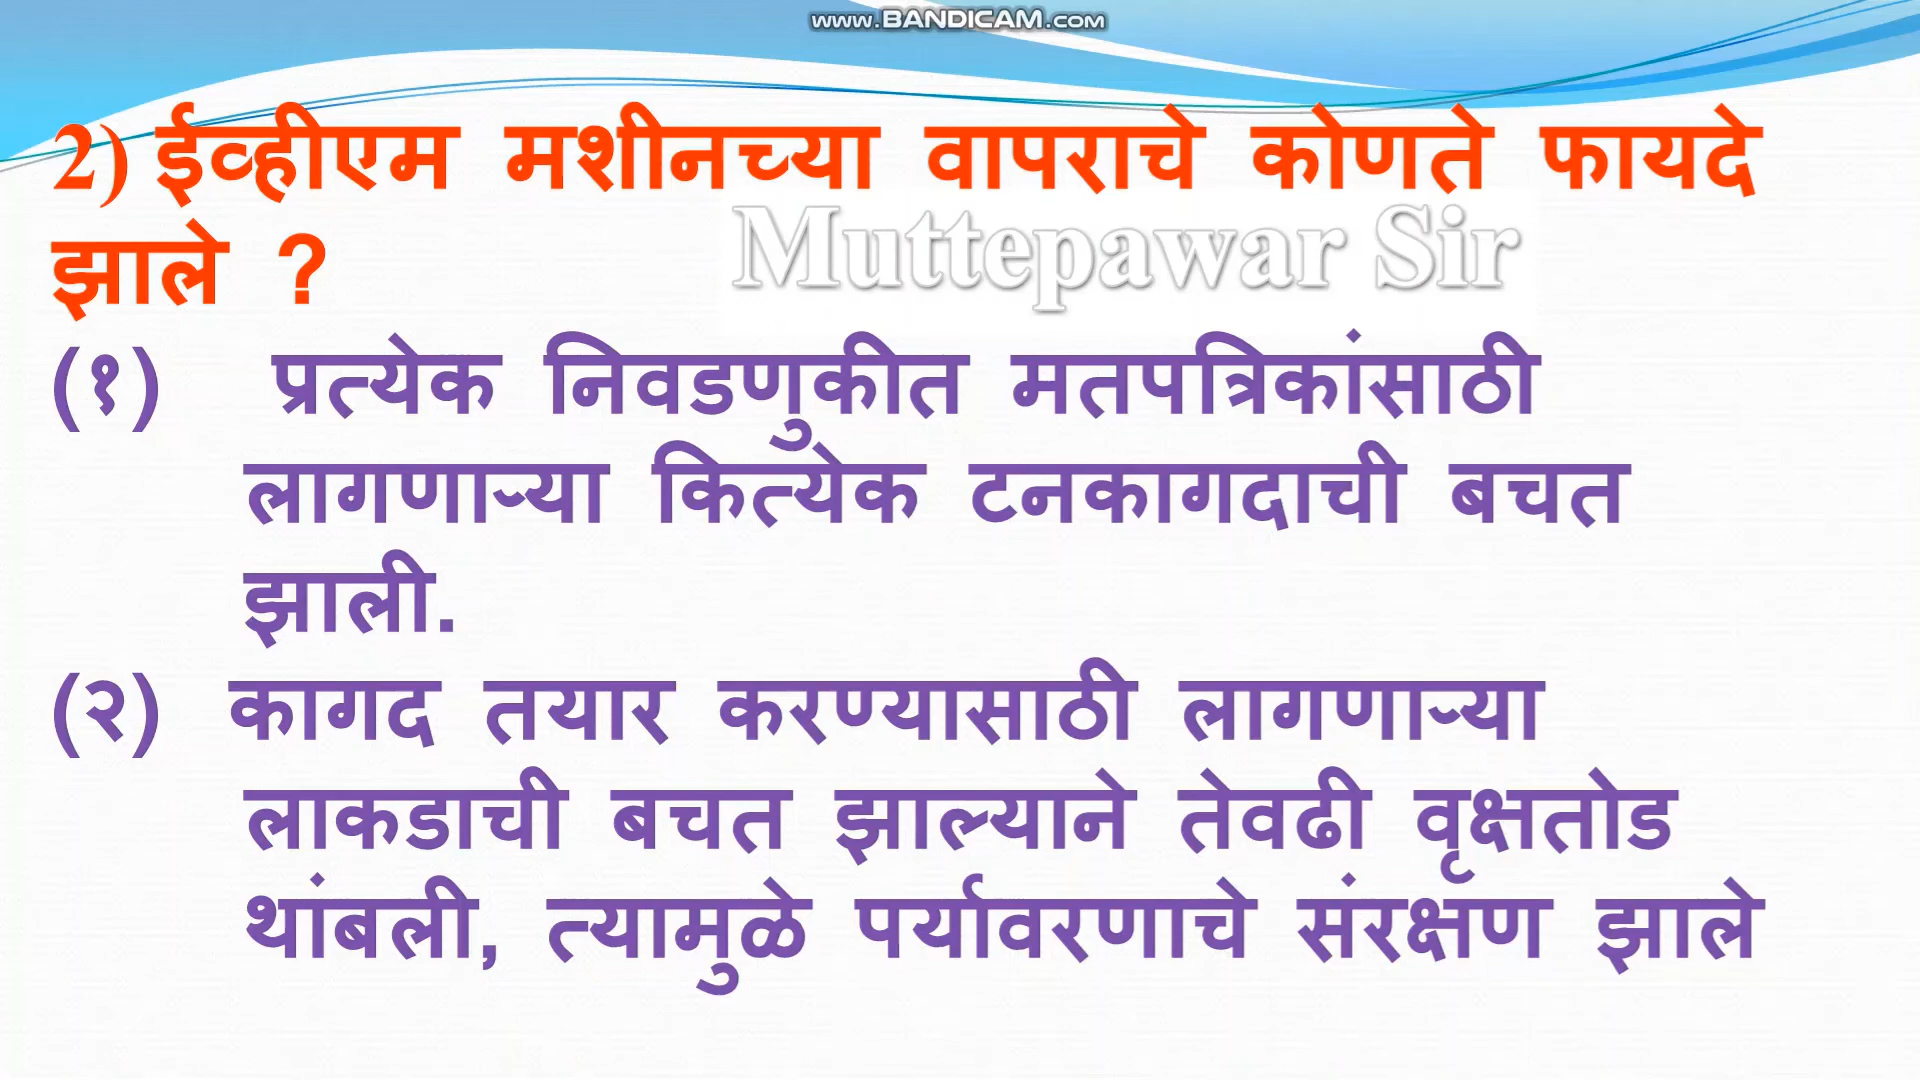 www.BANDICAM.com
2) ईव्हीएम मशीनच्या वापराचे कोणते फायदे
झाले ?
Muttepawar Sir
(१) प्रत्येक निवडणुकीत मतपत्रिकांसाठी
लागणाऱ्या कित्येक टनकागदाची बचत
झाली.
(२) कागद तयार करण्यासाठी लागणाऱ्या
लाकडाची बचत झाल्याने तेवढी वृक्षतोड
थांबली, त्यामुळे पर्यावरणाचे संरक्षण झाले